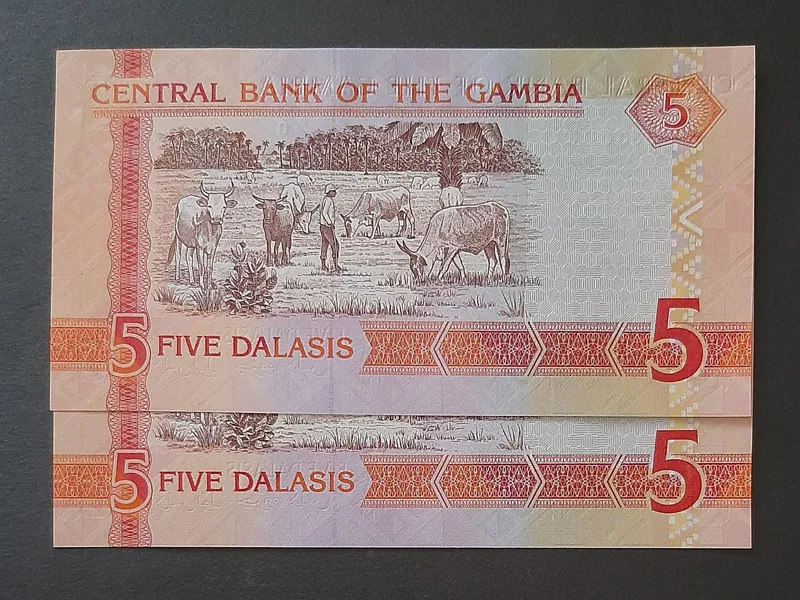 CENTRAL BANK OF THE GAMBIA
5
5 FIVE DALASIS 5
5 FIVE DALASIS 5